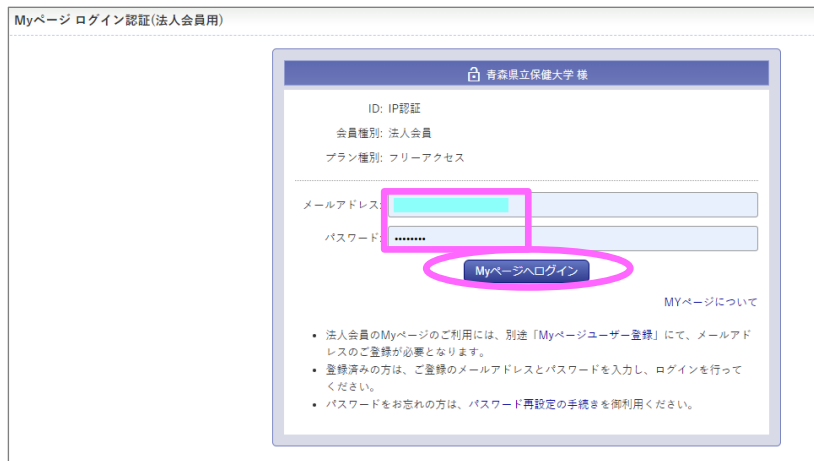 Myページ ログイン認証(法人会員用)
青森県立保健大学 様
ID: IP認証
会員種別: 法人会員
プラン種別: フリーアクセス
メールアドレス:
パスワード: ••••••••
Myページへログイン
MYページについて
• 法人会員のMyページのご利用には、別途「Myページユーザー登録」にて、メールアド
レスのご登録が必要となります。
• 登録済みの方は、ご登録のメールアドレスとパスワードを入力し、ログインを行って
ください。
• パスワードをお忘れの方は、パスワード再設定の手続きを御利用ください。